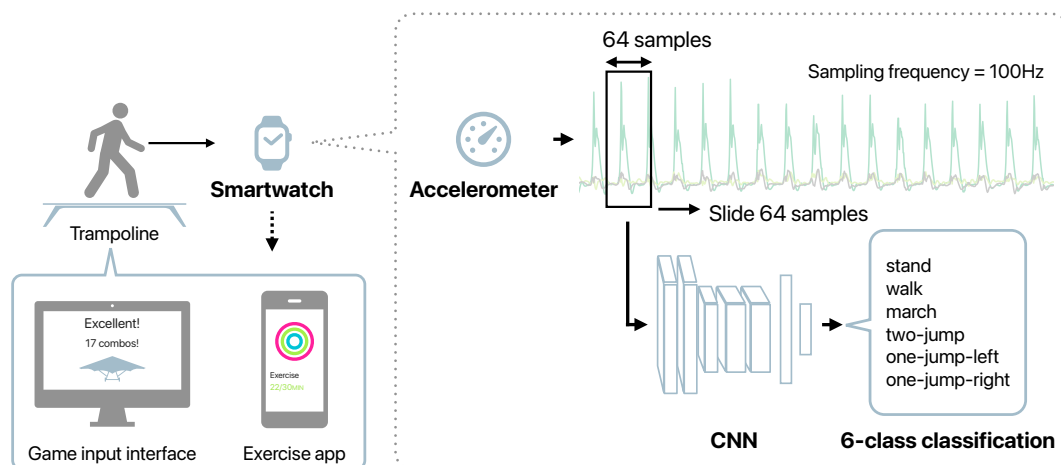 64 samples
Sampling frequency = 100Hz
Smartwatch
Accelerometer
Trampoline
Slide 64 samples
Excellent!
17 combos!
Exercise
22/30MIN
Game input interface
Exercise app
stand
walk
march
two-jump
one-jump-left
one-jump-right
CNN
6-class classification